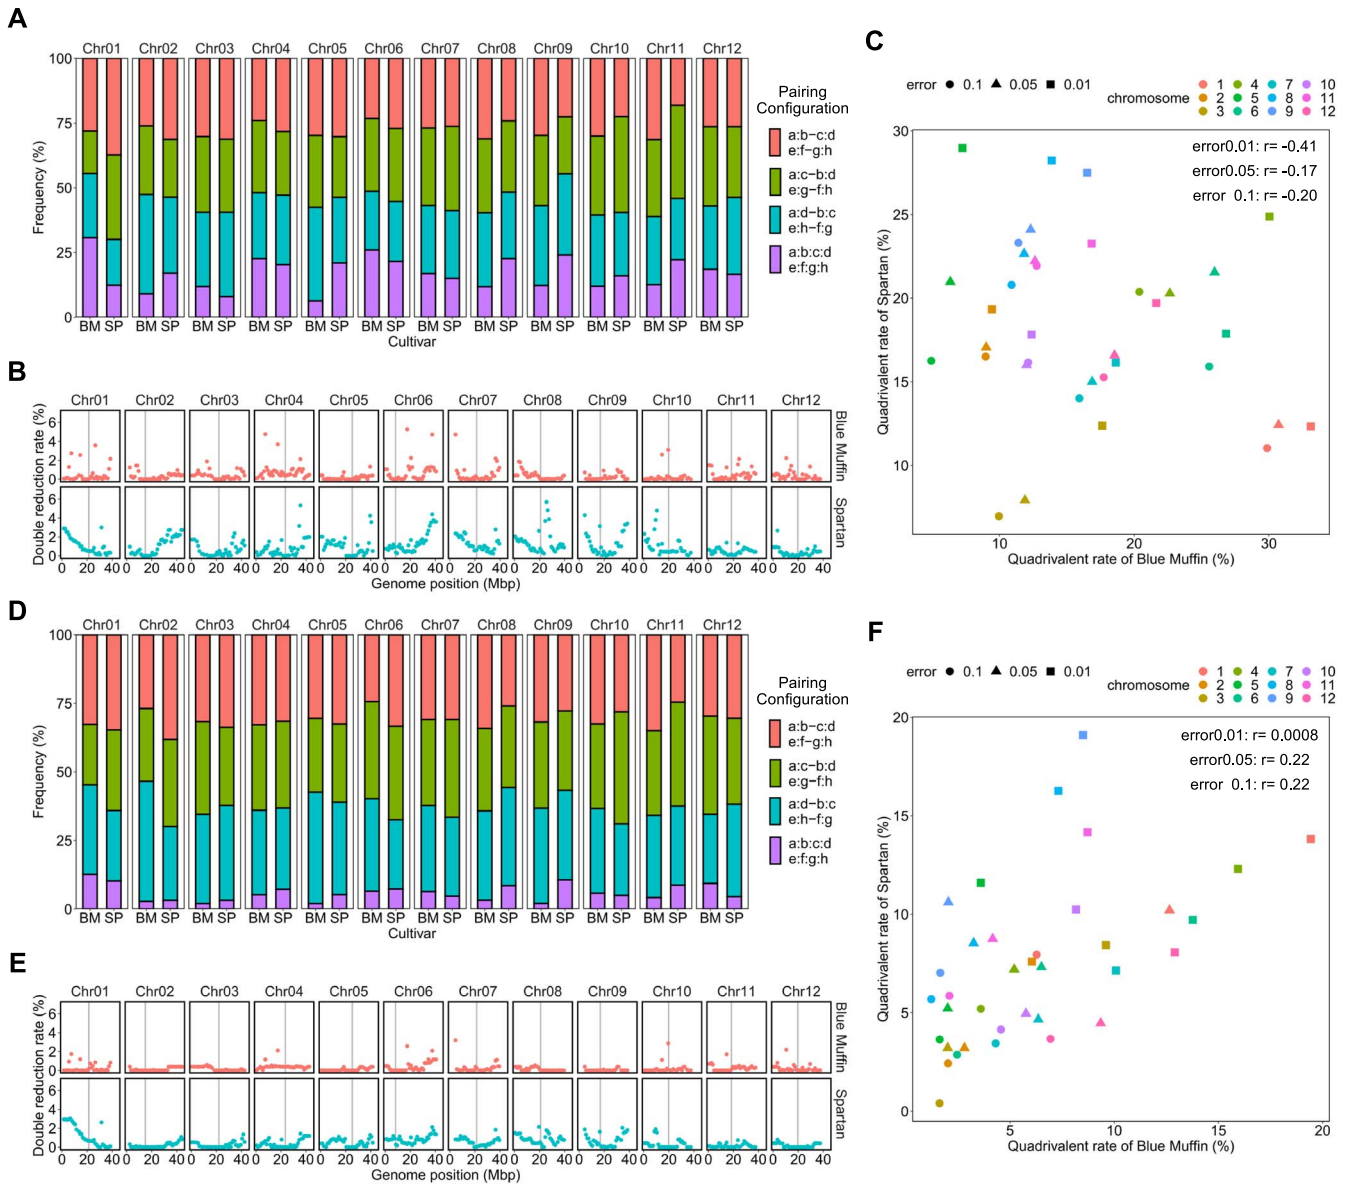 A
Chr01 Chr02 Chr03 Chr04 Chr05 Chr06 Chr07 Chr08 Chr09 Chr10 Chr11 Chr12
100
75
50
25
0
Frequency (%)
BM SP BM SP BM SP BM SP BM SP BM SP BM SP BM SP BM SP BM SP BM SP BM SP
Cultivar
Pairing
Configuration
a:b−c:d
e:f−g:h
a:c−b:d
e:g−f:h
a:d−b:c
e:h−f:g
a:b:c:d
e:f:g:h
B
Chr01 Chr02 Chr03 Chr04 Chr05 Chr06 Chr07 Chr08 Chr09 Chr10 Chr11 Chr12
6
4
2
0
Blue Muffin
6
4
2
0
Spartan
Double reduction rate (%)
0 20 40 0 20 40 0 20 40 0 20 40 0 20 40 0 20 40 0 20 40 0 20 40 0 20 40 0 20 40 0 20 40 0 20 40
Genome position (Mbp)
C
error 0.1 0.05 0.01
chromosome
1 4 7 10
2 5 8 11
3 6 9 12
error0.01: r= -0.41
error0.05: r= -0.17
error 0.1: r= -0.20
30
25
20
15
10
Quadrivalent rate of Spartan (%)
10 20 30
Quadrivalent rate of Blue Muffin (%)
D
Chr01 Chr02 Chr03 Chr04 Chr05 Chr06 Chr07 Chr08 Chr09 Chr10 Chr11 Chr12
100
75
50
25
0
Frequency (%)
BM SP BM SP BM SP BM SP BM SP BM SP BM SP BM SP BM SP BM SP BM SP BM SP
Cultivar
Pairing
Configuration
a:b−c:d
e:f−g:h
a:c−b:d
e:g−f:h
a:d−b:c
e:h−f:g
a:b:c:d
e:f:g:h
E
Chr01 Chr02 Chr03 Chr04 Chr05 Chr06 Chr07 Chr08 Chr09 Chr10 Chr11 Chr12
6
4
2
0
Blue Muffin
6
4
2
0
Spartan
Double reduction rate (%)
0 20 40 0 20 40 0 20 40 0 20 40 0 20 40 0 20 40 0 20 40 0 20 40 0 20 40 0 20 40 0 20 40 0 20 40
Genome position (Mbp)
F
error 0.1 0.05 0.01
chromosome
1 4 7 10
2 5 8 11
3 6 9 12
error0.01: r= 0.0008
error0.05: r= 0.22
error 0.1: r= 0.22
20
15
10
5
0
Quadrivalent rate of Spartan (%)
5 10 15 20
Quadrivalent rate of Blue Muffin (%)